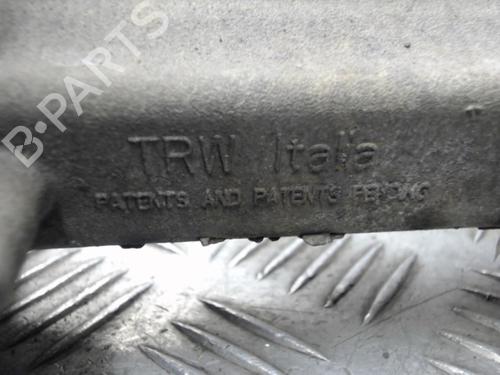 B-PARTS
TRW Italia
PATENTS AND PATENTS PENDING